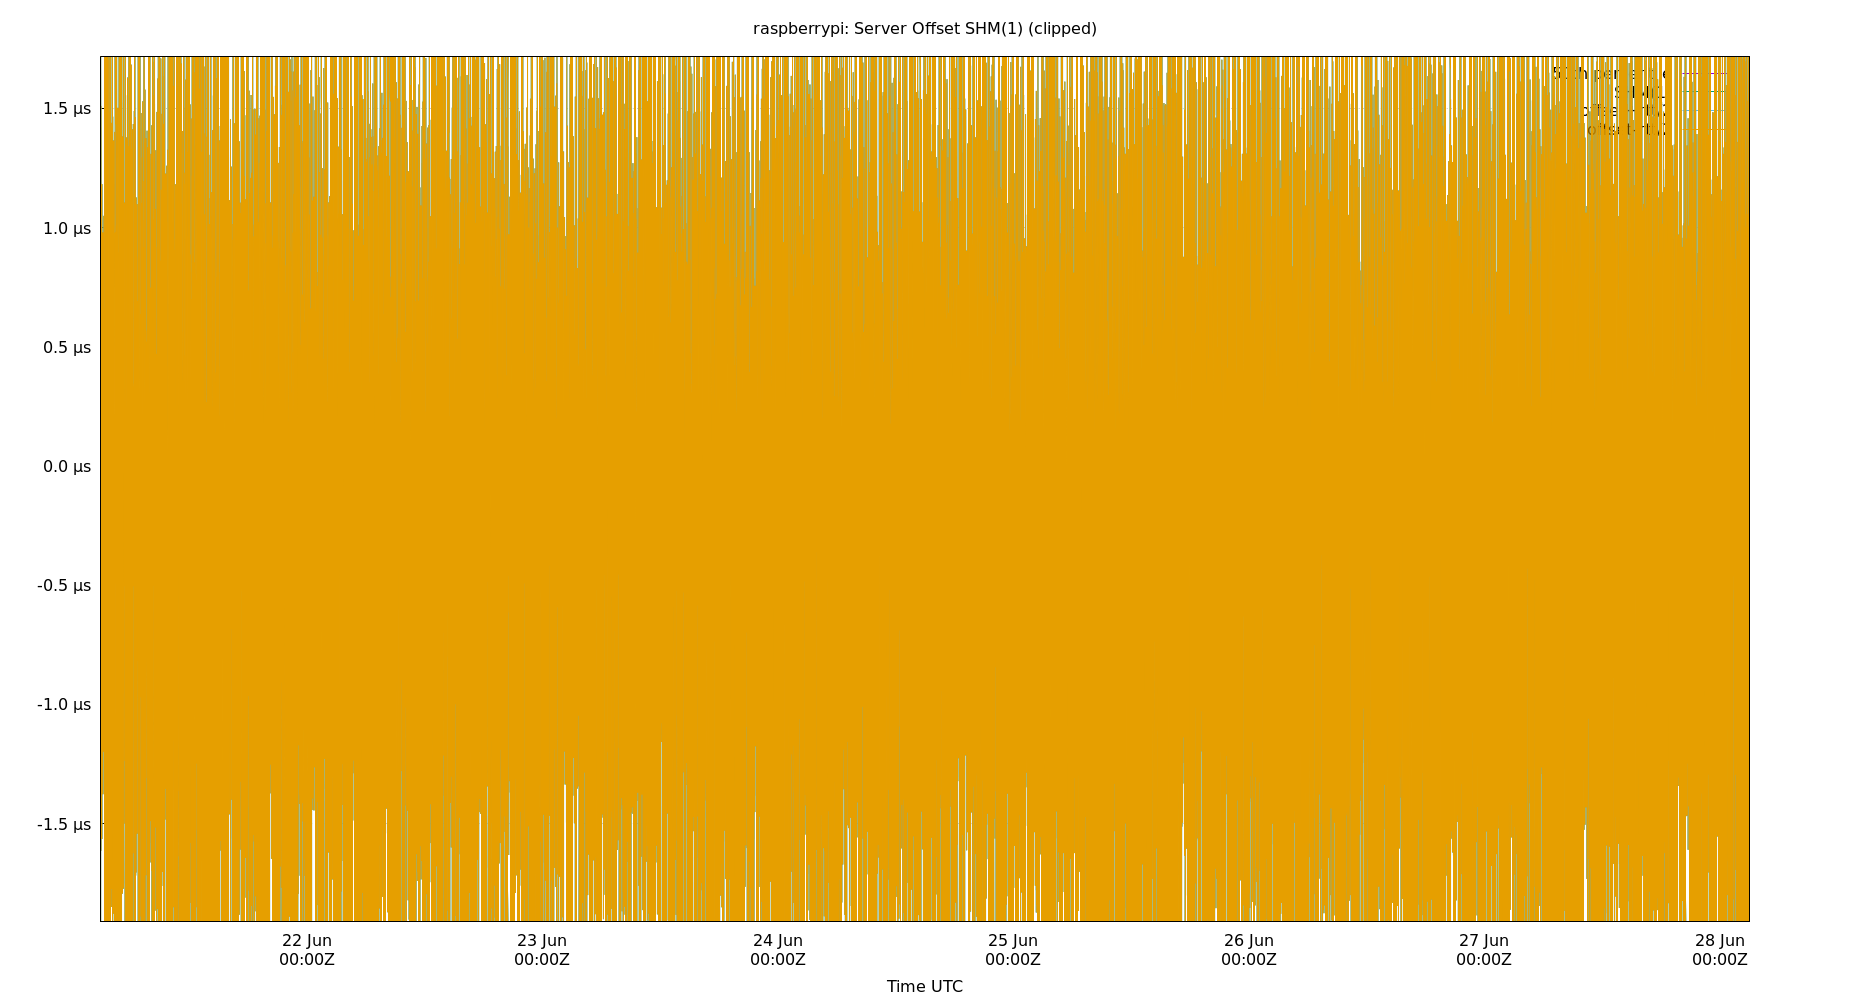 raspberrypi: Server Offset SHM(1) (clipped)
1.5 µs
1.0 µs
0.5 µs
0.0 µs
-0.5 µs
-1.0 µs
-1.5 µs
22 Jun 23 Jun 24 Jun 25 Jun 26 Jun 27 Jun 28 Jun
00:00Z 00:00Z 00:00Z 00:00Z 00:00Z 00:00Z 00:00Z
Time UTC